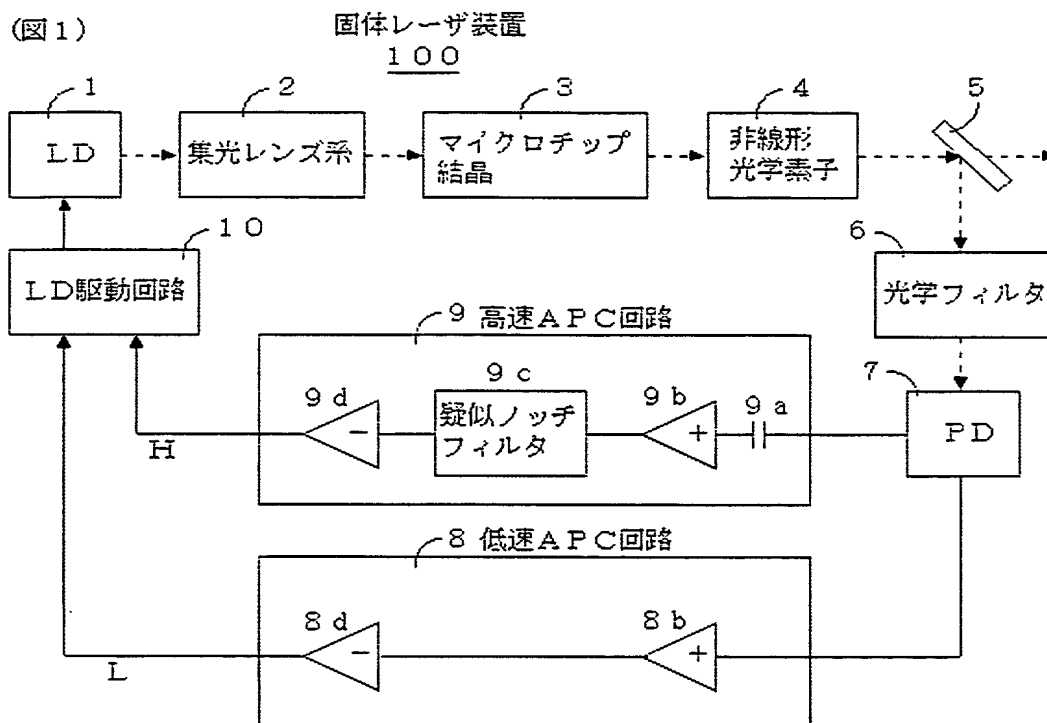 (図１)
固体レーザ装置
１００
１
２
３
４
５
ＬＤ
集光レンズ系
マイクロチップ
結晶
非線形
光学素子
１０
６
ＬＤ駆動回路
光学フィルタ
９ 高速ＡＰＣ回路
７
９ｄ
９ｃ
９ｂ
９ａ
－
疑似ノッチ
フィルタ
＋
ＰＤ
Ｈ
８ 低速ＡＰＣ回路
８ｄ
８ｂ
－
＋
Ｌ